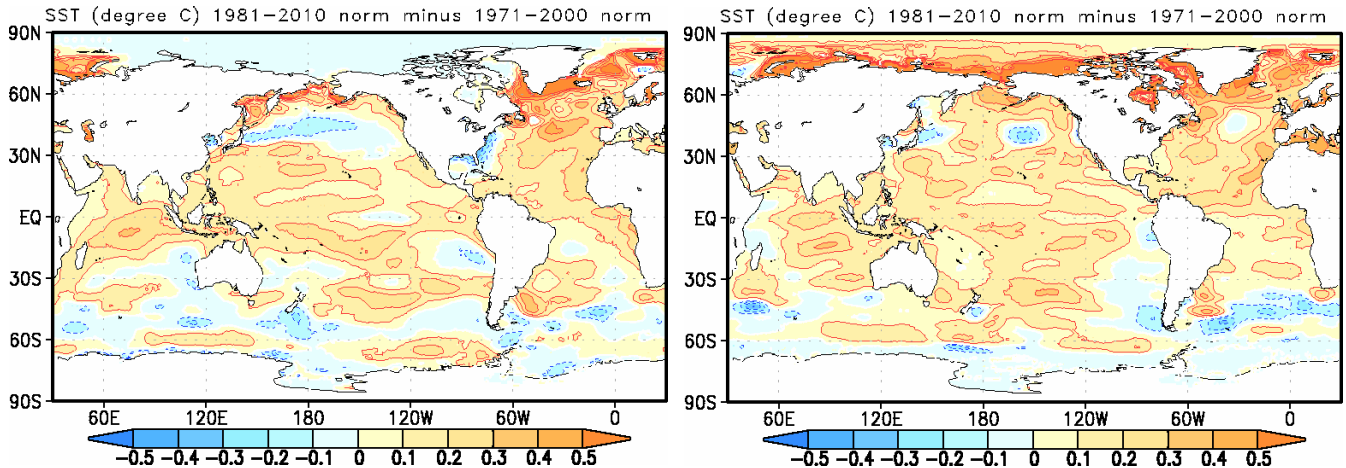 SST (degree C) 1981-2010 norm minus 1971-2000 norm
90N
60N
30N
EQ
30S
60S
90S
60E 120E 180 120W 60W 0
-0.5 -0.4 -0.3 -0.2 -0.1 0 0.1 0.2 0.3 0.4 0.5
SST (degree C) 1981-2010 norm minus 1971-2000 norm
90N
60N
30N
EQ
30S
60S
90S
60E 120E 180 120W 60W 0
-0.5 -0.4 -0.3 -0.2 -0.1 0 0.1 0.2 0.3 0.4 0.5